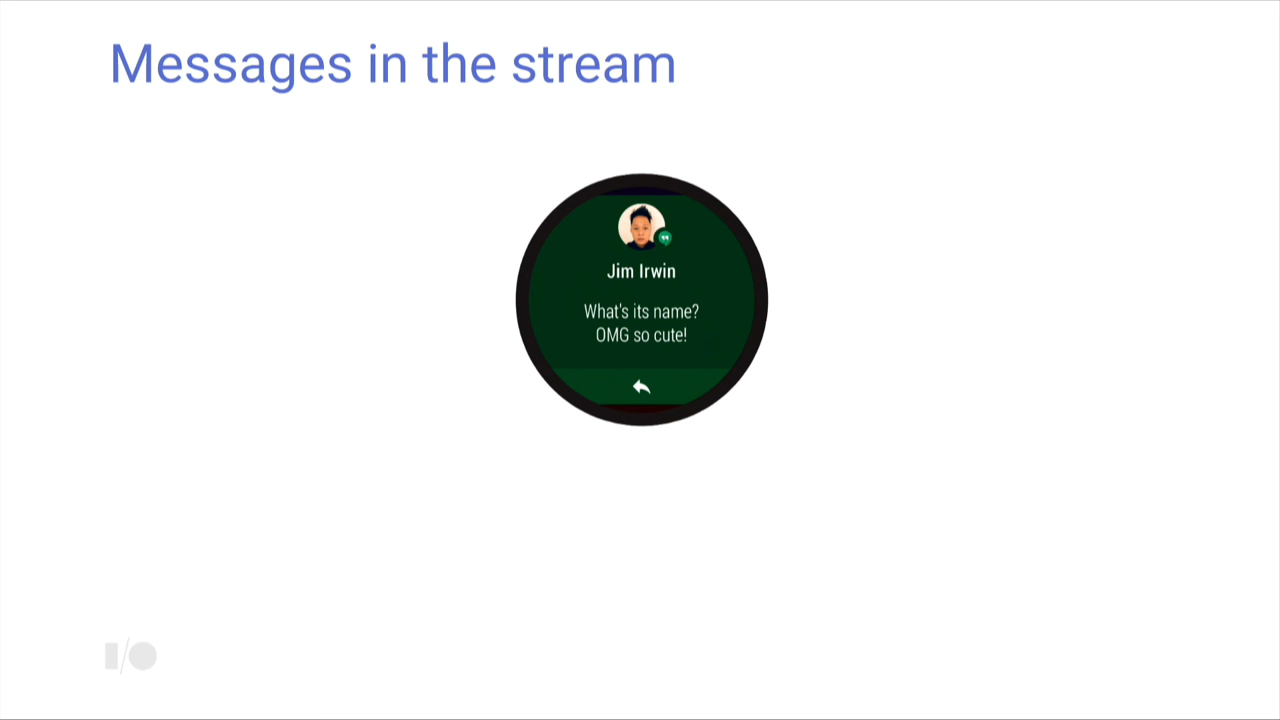 Messages in the stream
Jim Irwin
What's its name?
OMG so cute!
I/O